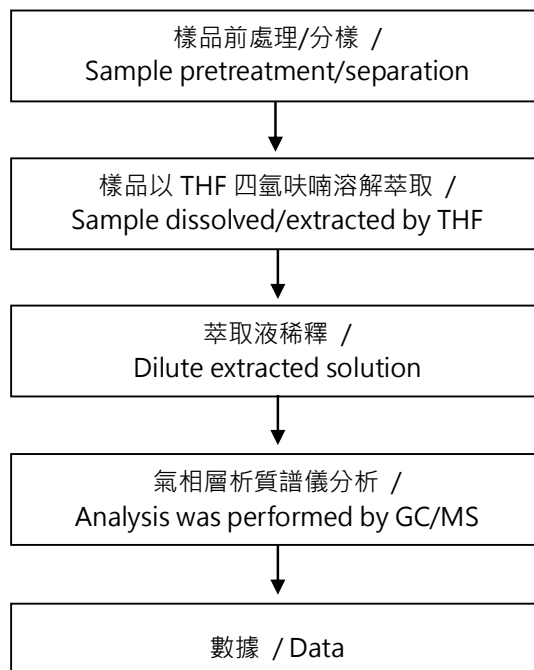 樣品前處理/分樣 /
Sample pretreatment/separation
樣品以 THF 四氫呋喃溶解萃取 /
Sample dissolved/extracted by THF
萃取液稀釋 /
Dilute extracted solution
氣相層析質譜儀分析 /
Analysis was performed by GC/MS
數據 / Data